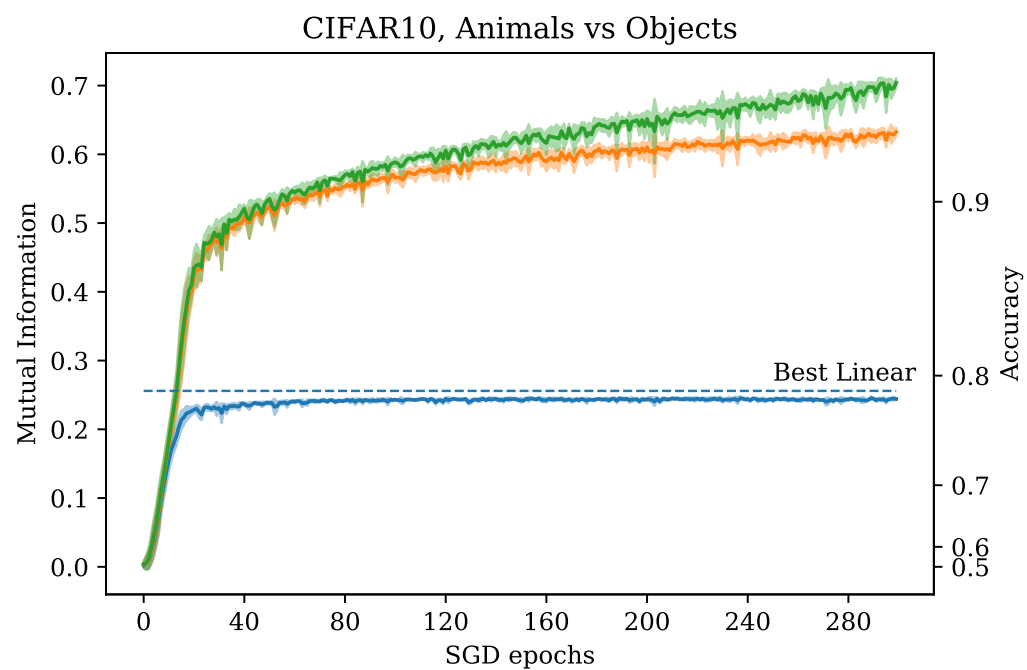 CIFAR10, Animals vs Objects
Mutual Information
0.7
0.6
0.5
0.4
0.3
0.2
0.1
0.0
Best Linear
0.9
0.8
0.7
0.6
0.5
Accuracy
0 40 80 120 160 200 240 280
SGD epochs